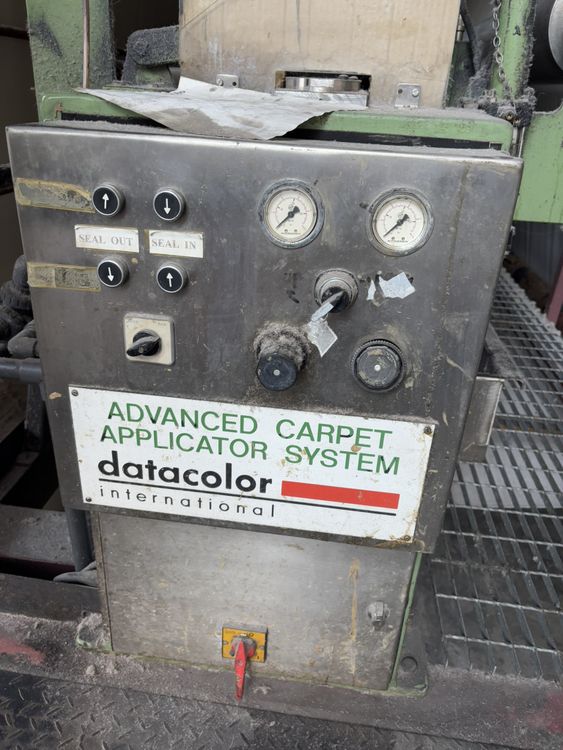 SEAL OUT SEAL IN
ADVANCED CARPET
APPLICATOR SYSTEM
datacolor
international